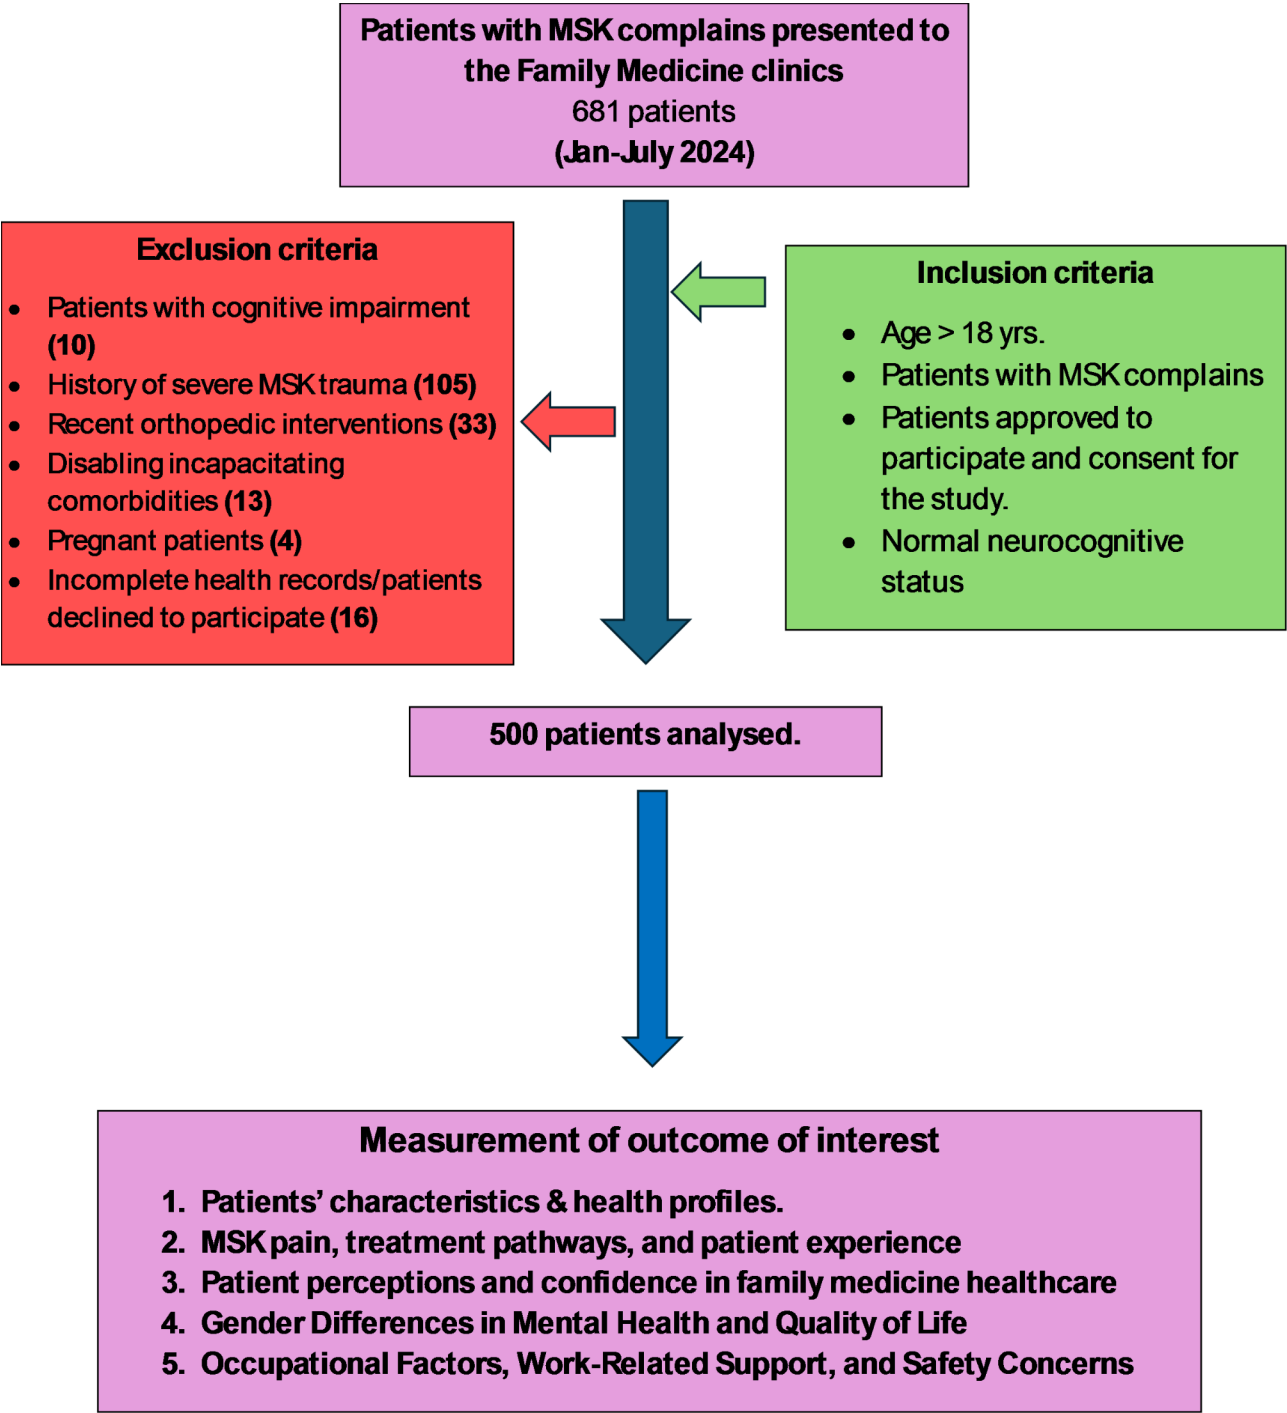 Patients with MSK complains presented to
the Family Medicine clinics
681 patients
(Jan-July 2024)
Exclusion criteria
• Patients with cognitive impairment
(10)
• History of severe MSK trauma (105)
• Recent orthopedic interventions (33)
• Disabling incapacitating
comorbidities (13)
• Pregnant patients (4)
• Incomplete health records/patients
declined to participate (16)
Inclusion criteria
• Age > 18 yrs.
• Patients with MSK complains
• Patients approved to
participate and consent for
the study.
• Normal neurocognitive
status
500 patients analysed.
Measurement of outcome of interest
1. Patients’ characteristics & health profiles.
2. MSK pain, treatment pathways, and patient experience
3. Patient perceptions and confidence in family medicine healthcare
4. Gender Differences in Mental Health and Quality of Life
5. Occupational Factors, Work-Related Support, and Safety Concerns